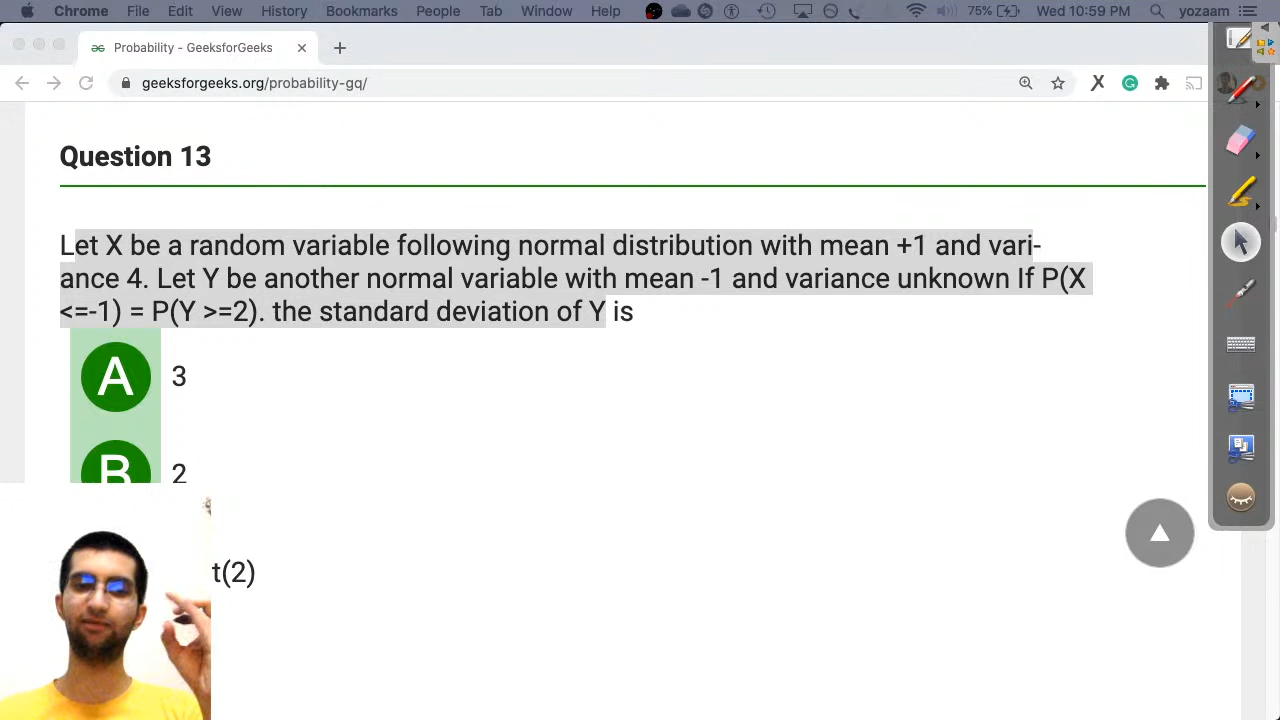 Chrome File Edit View History Bookmarks People Tab Window Help 75% Wed 10:59 PM yozaam
Probability - GeeksforGeeks
geeksforgeeks.org/probability-gq/
Question 13
Let X be a random variable following normal distribution with mean +1 and vari-
ance 4. Let Y be another normal variable with mean -1 and variance unknown If P(X
<=-1) = P(Y >=2). the standard deviation of Y is
A 3
B 2
t(2)